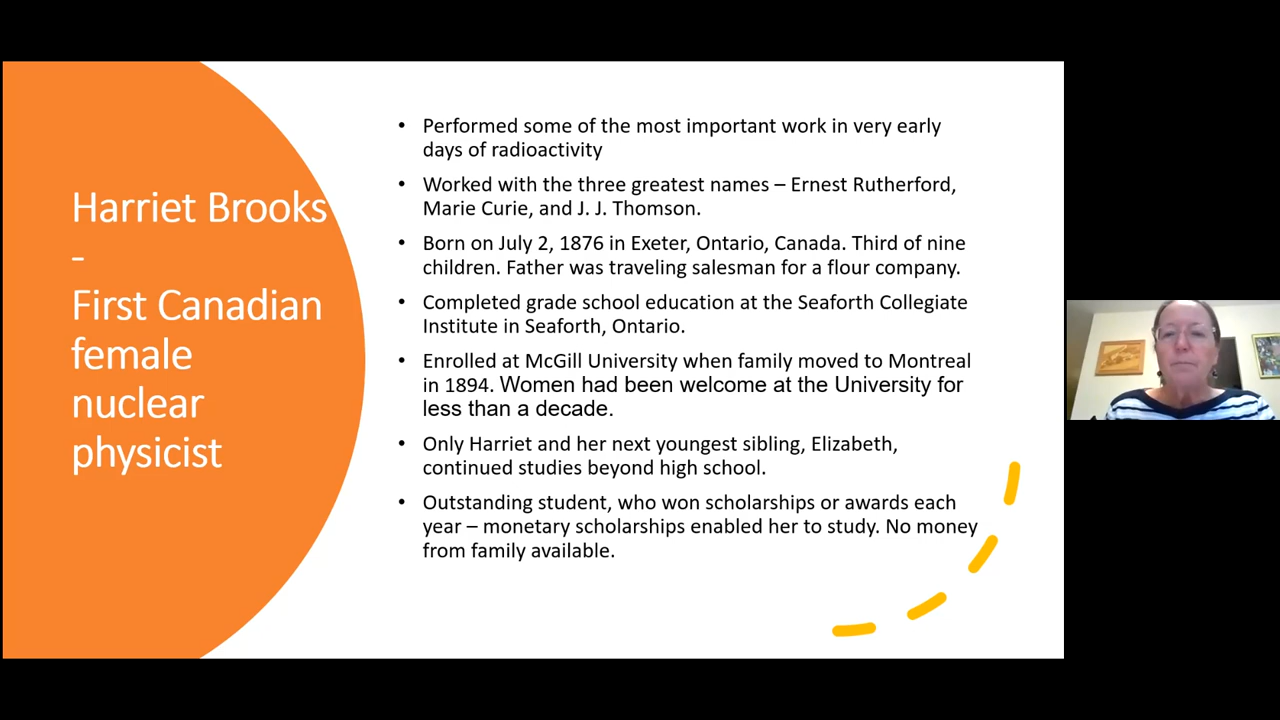 Harriet Brooks
-
First Canadian
female
nuclear
physicist
• Performed some of the most important work in very early
days of radioactivity
• Worked with the three greatest names – Ernest Rutherford,
Marie Curie, and J. J. Thomson.
• Born on July 2, 1876 in Exeter, Ontario, Canada. Third of nine
children. Father was traveling salesman for a flour company.
• Completed grade school education at the Seaforth Collegiate
Institute in Seaforth, Ontario.
• Enrolled at McGill University when family moved to Montreal
in 1894. Women had been welcome at the University for
less than a decade.
• Only Harriet and her next youngest sibling, Elizabeth,
continued studies beyond high school.
• Outstanding student, who won scholarships or awards each
year – monetary scholarships enabled her to study. No money
from family available.